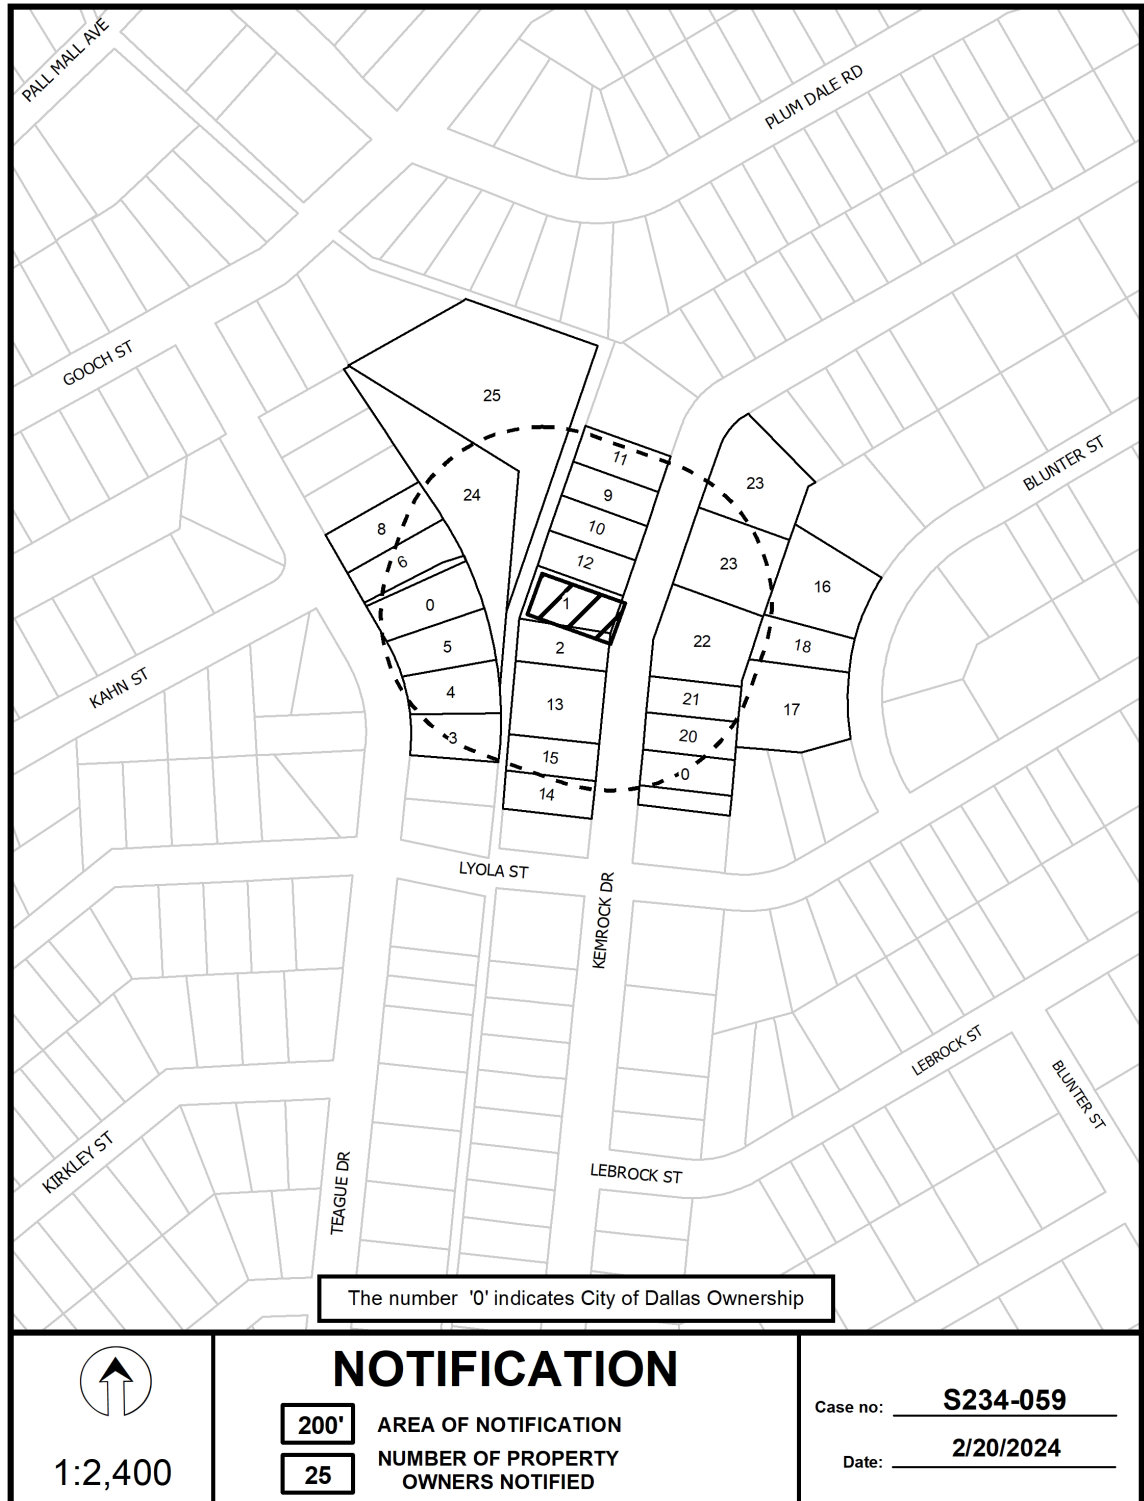 PALL MALL AVE
PLUM DALE RD
GOOCH ST
25
BLUNTER ST
11
23
24
9
8
10
6
12
23
16
1
0
5
2
22
18
KAHN ST
4
21
13
17
3
20
15
0
14
LYOLA ST
KEMROCK DR
LEBROCK ST
BLUNTER ST
KIRKLEY ST
TEAGUE DR
LEBROCK ST
The number '0' indicates City of Dallas Ownership
1:2,400
NOTIFICATION
200' AREA OF NOTIFICATION
25 NUMBER OF PROPERTY
OWNERS NOTIFIED
Case no: S234-059
Date: 2/20/2024